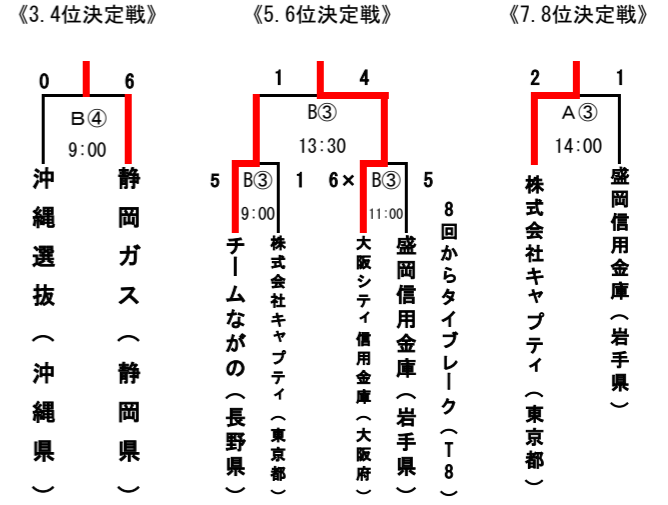 《3.4位決定戦》
0
6
B④
9:00
沖縄選抜（沖縄県）
静岡ガス（静岡県）
《5.6位決定戦》
1
4
B③
13:30
5
B③
1
9:00
6×
B③
5
11:00
チームながの（長野県）
株式会社キャプティ（東京都）
大阪シティ信用金庫（大阪府）
盛岡信用金庫（岩手県）
8回からタイブレーク（T8）
《7.8位決定戦》
2
1
A③
14:00
株式会社キャプティ（東京都）
盛岡信用金庫（岩手県）